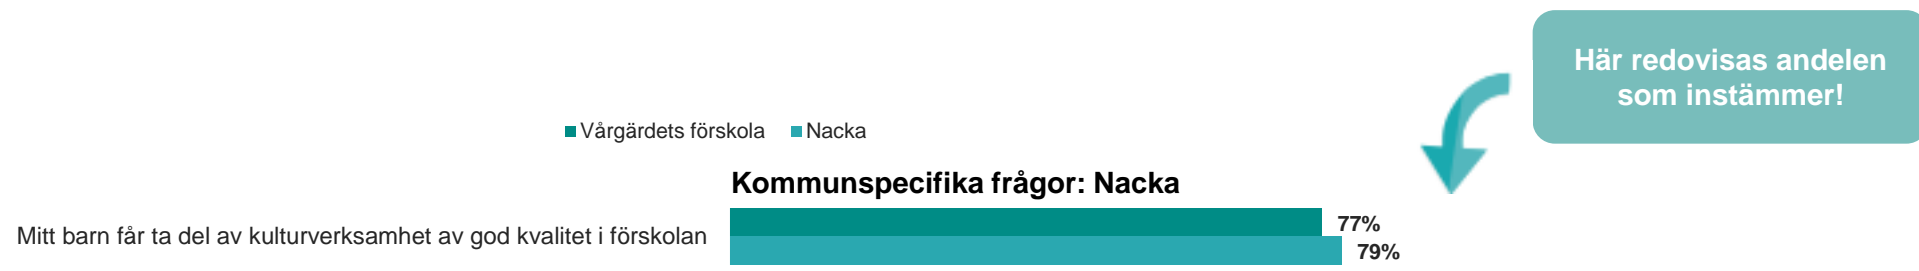 Här redovisas andelen
som instämmer!
Vårgärdets förskola Nacka
Kommunspecifika frågor: Nacka
Mitt barn får ta del av kulturverksamhet av god kvalitet i förskolan
77%
79%